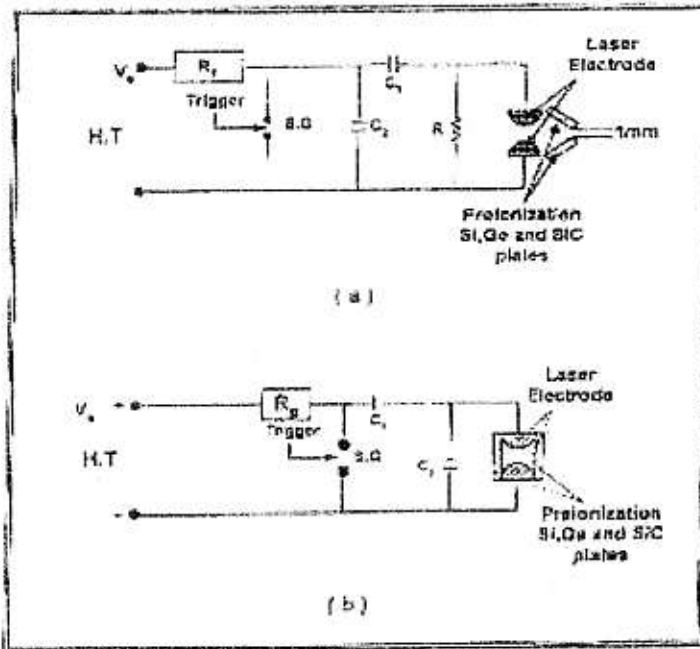 Laser
Electrode
V
R
Trigger
S.G
H.T
C₂
R
1mm
Preionization
Si,Ge and SiC
plates
( a )
Laser
Electrode
V
R
Trigger
S.G
H.T
C
Preionization
Si,Ge and SiC
plates
( b )